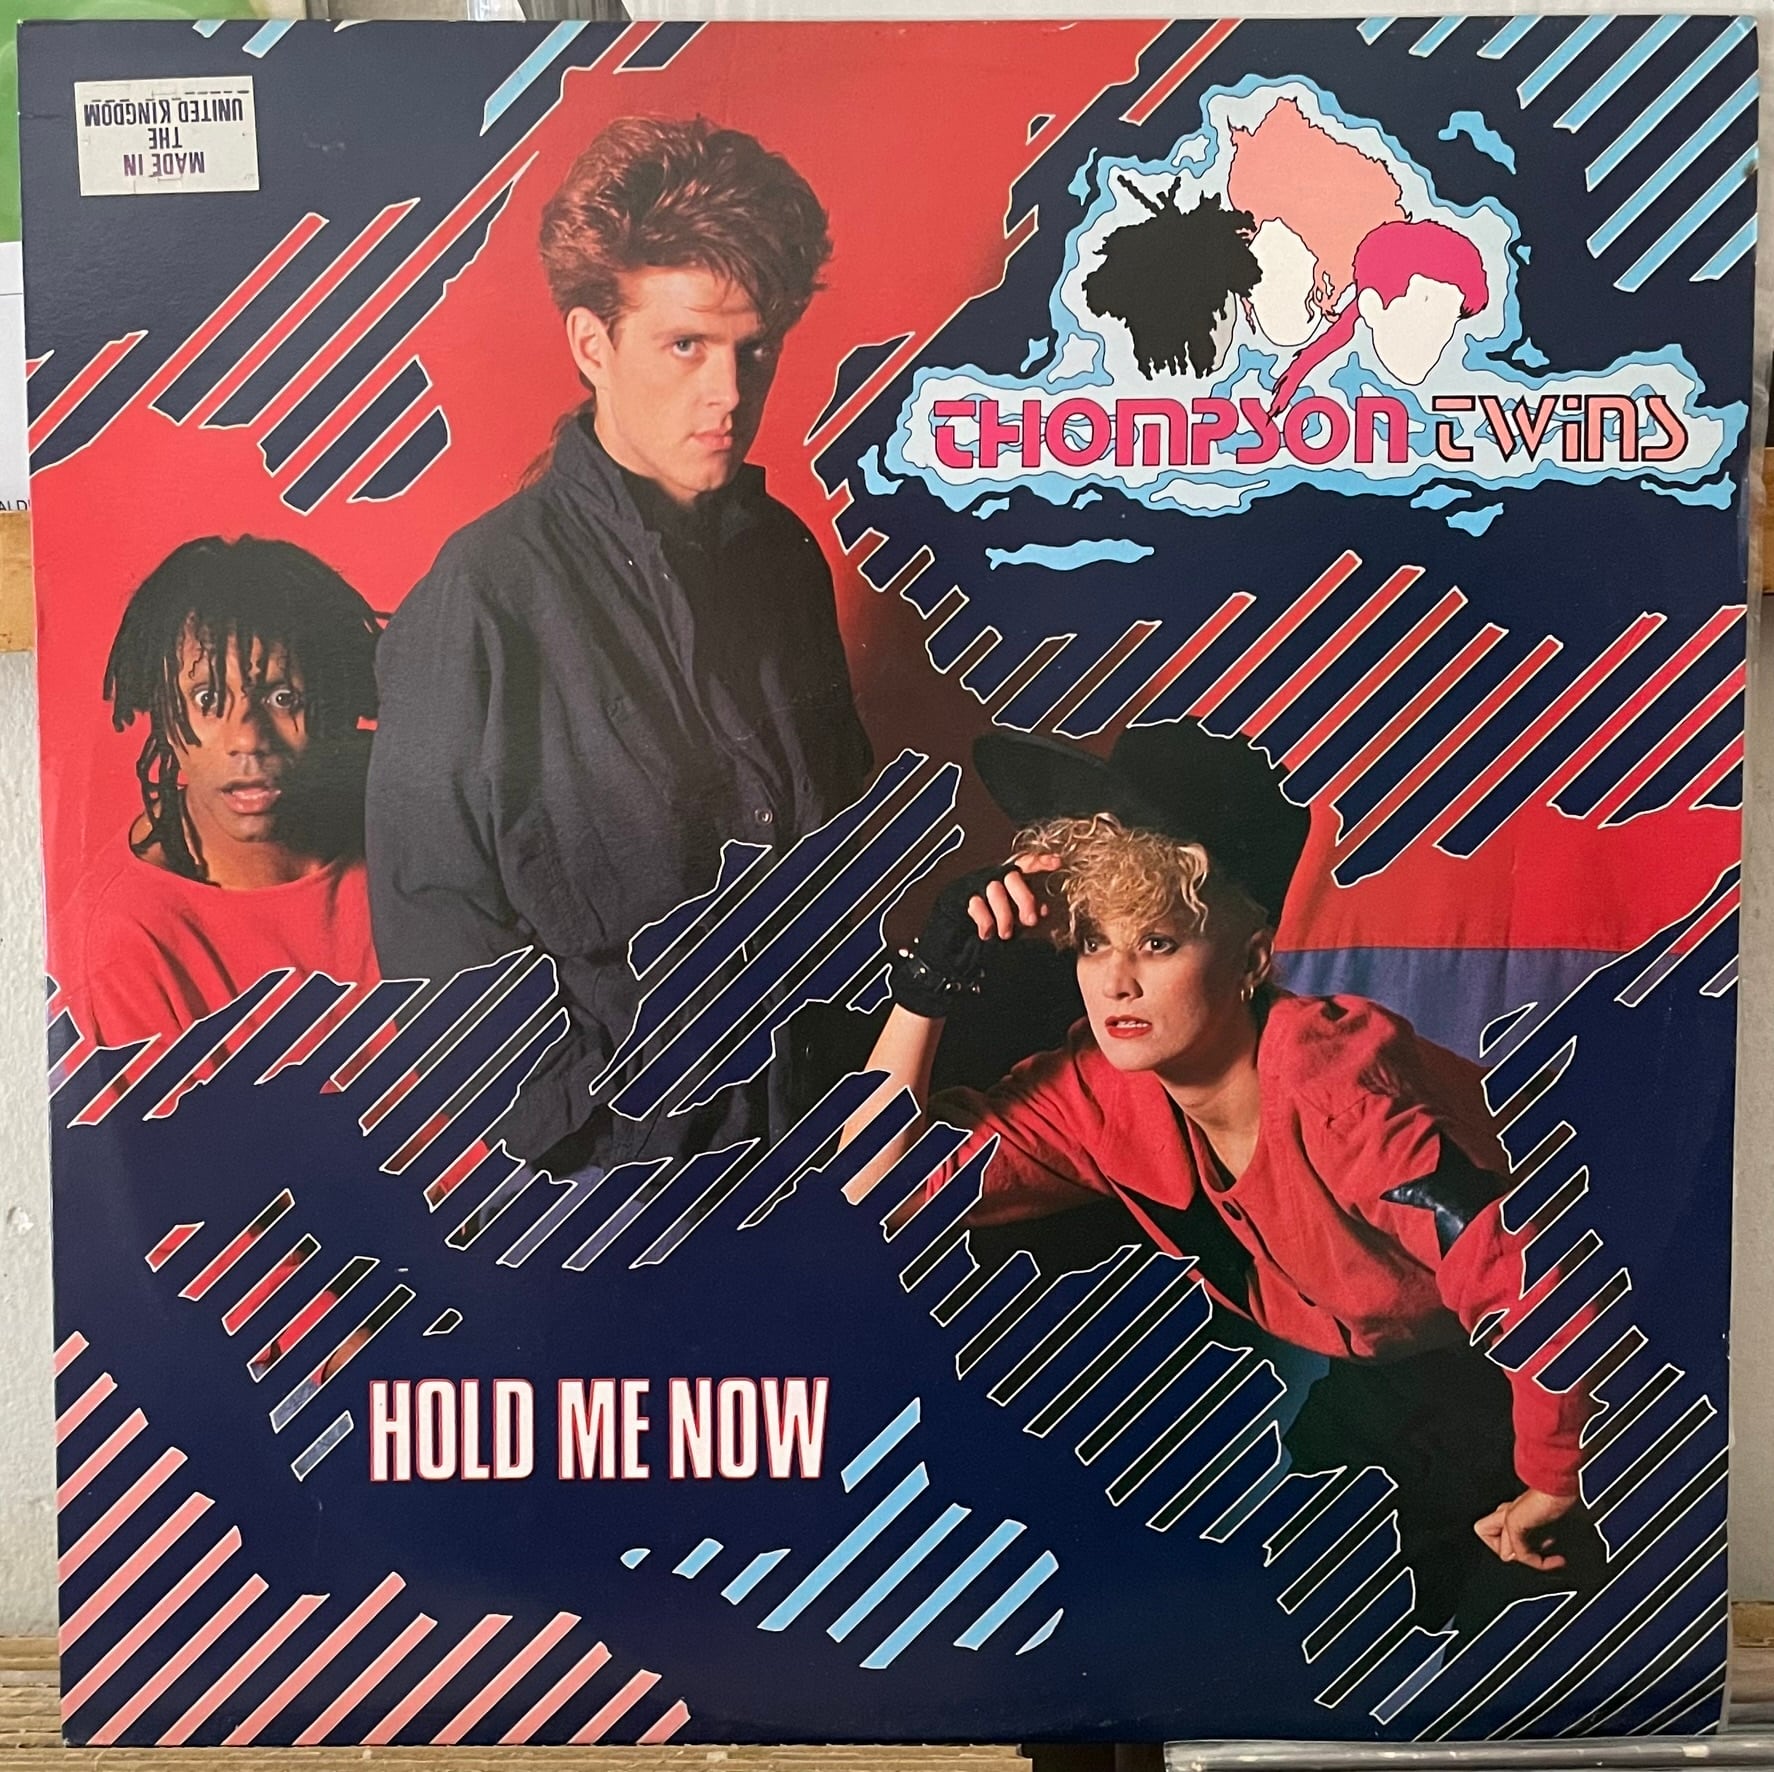 MADE IN
THE
UNITED KINGDOM
THOMPSON TWINS
HOLD ME NOW